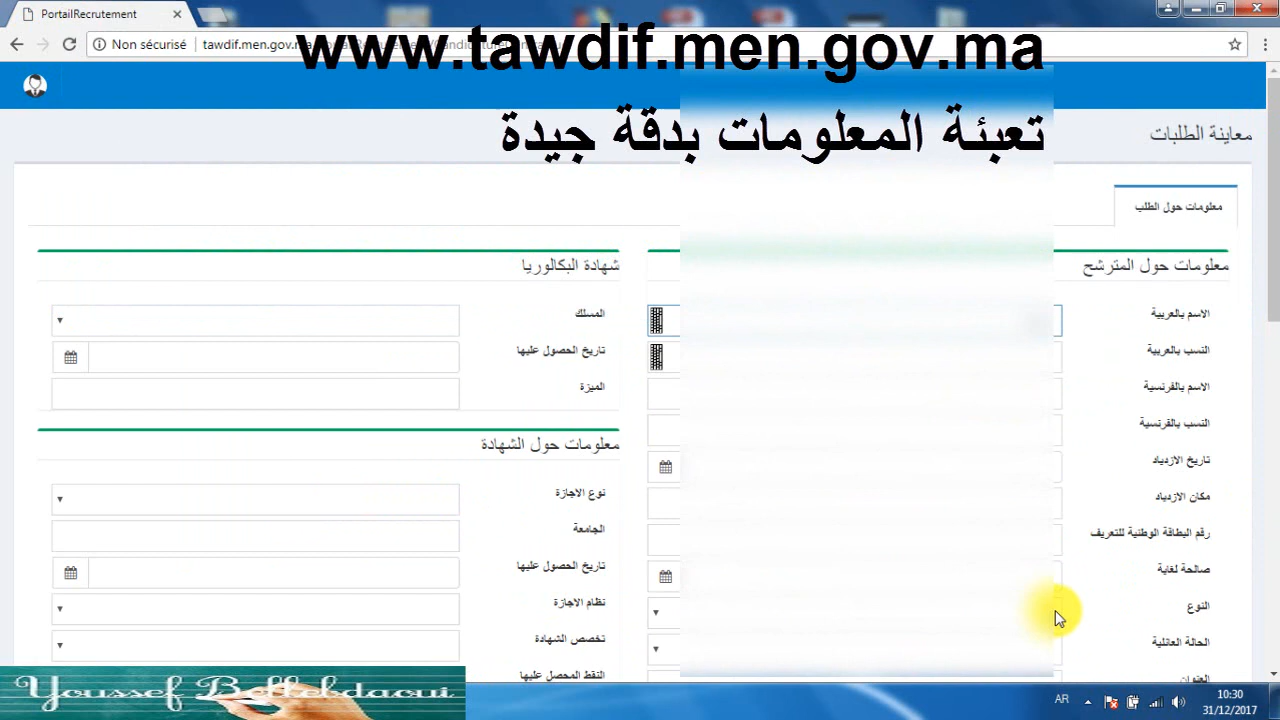 PortailRecrutement
Non sécurisé
tawdif.men.gov.ma
www.tawdif.men.gov.ma
تعبئة المعلومات بدقة جيدة
معاينة الطلبات
معلومات حول الطلب
معلومات حول المترشح
الاسم بالعربية
النسب بالعربية
الاسم بالفرنسية
النسب بالفرنسية
تاريخ الازدياد
مكان الازدياد
رقم البطاقة الوطنية للتعريف
صالحة لغاية
النوع
الحالة العائلية
العنوان
شهادة البكالوريا
المسلك
تاريخ الحصول عليها
الميزة
معلومات حول الشهادة
نوع الاجازة
الجامعة
تاريخ الحصول عليها
نظام الاجازة
تخصص الشهادة
النقط المحصل عليها
Youssef Bellebdaoui
AR
10:30
31/12/2017